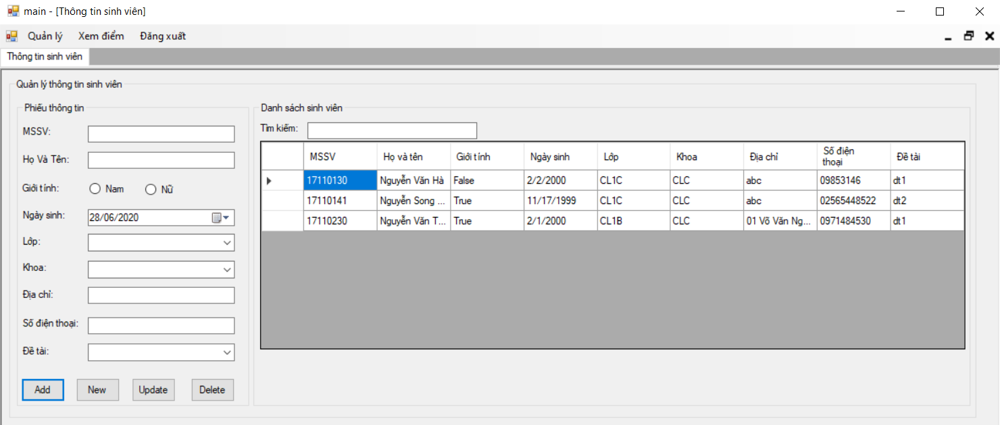 main - [Thông tin sinh viên]
Quản lý Xem điểm Đăng xuất
Thông tin sinh viên
Quản lý thông tin sinh viên
Phiếu thông tin
MSSV:
Họ Và Tên:
Giới tính: Nam Nữ
Ngày sinh: 28/06/2020
Lớp:
Khoa:
Địa chỉ:
Số điện thoại:
Đề tài:
Add New Update Delete
Danh sách sinh viên
Tìm kiếm:
MSSV Họ và tên Giới tính Ngày sinh Lớp Khoa Địa chỉ Số điện thoại Đề tài
17110130 Nguyễn Văn Hà False 2/2/2000 CL1C CLC abc 09853146 dt1
17110141 Nguyễn Song ... True 11/17/1999 CL1C CLC abc 02565448522 dt2
17110230 Nguyễn Văn T... True 2/1/2000 CL1B CLC 01 Võ Văn Ng... 0971484530 dt1